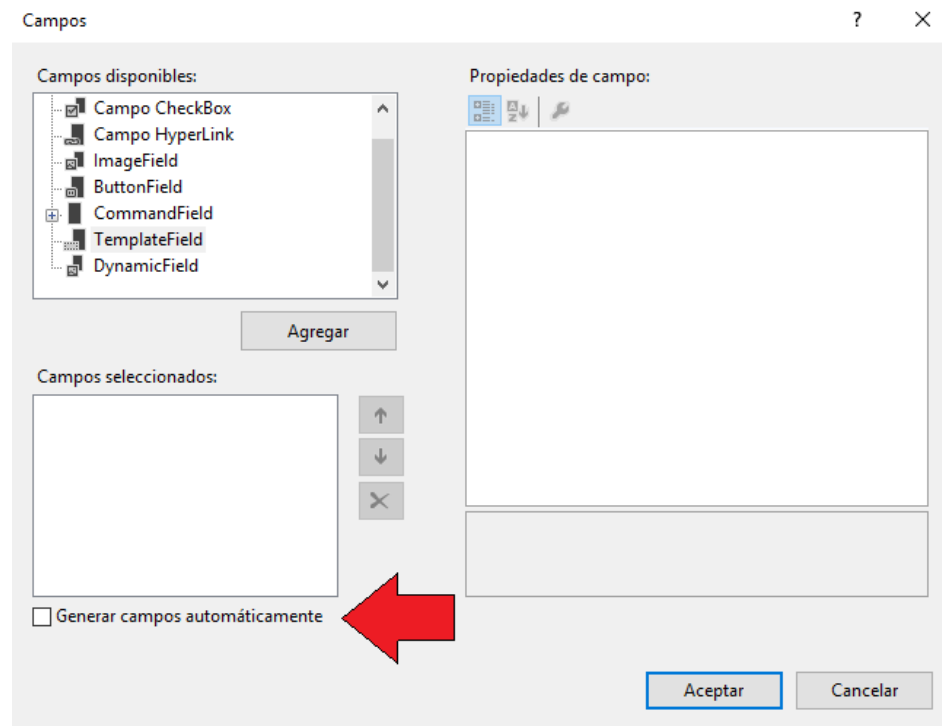 Campos
?
Campos disponibles:
Campo CheckBox
Campo HyperLink
ImageField
ButtonField
CommandField
TemplateField
DynamicField
Agregar
Campos seleccionados:
Generar campos automáticamente
Propiedades de campo:
Aceptar
Cancelar